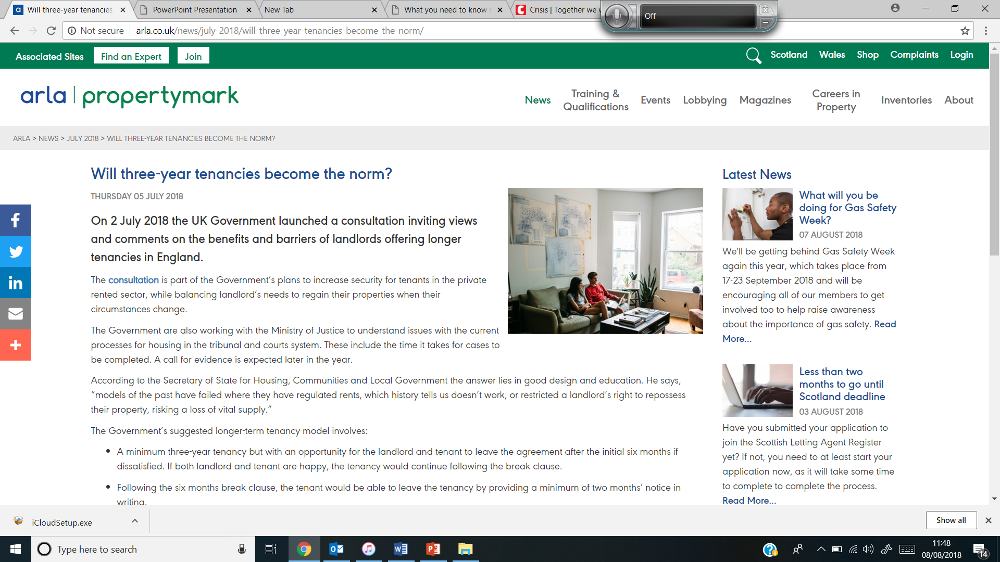 Will three-year tenancies
PowerPoint Presentation
New Tab
What you need to know
Crisis | Together we
Off
Not secure
arla.co.uk/news/july-2018/will-three-year-tenancies-become-the-norm/
Associated Sites
Find an Expert
Join
Scotland
Wales
Shop
Complaints
Login
arla | propertymark
News
Training &
Qualifications
Events
Lobbying
Magazines
Careers in
Property
Inventories
About
ARLA > NEWS > JULY 2018 > WILL THREE-YEAR TENANCIES BECOME THE NORM?
Will three-year tenancies become the norm?
THURSDAY 05 JULY 2018
On 2 July 2018 the UK Government launched a consultation inviting views
and comments on the benefits and barriers of landlords offering longer
tenancies in England.
The consultation is part of the Government’s plans to increase security for tenants in the private
rented sector, while balancing landlord’s needs to regain their properties when their
circumstances change.
The Government are also working with the Ministry of Justice to understand issues with the current
processes for housing in the tribunal and courts system. These include the time it takes for cases to
be completed. A call for evidence is expected later in the year.
According to the Secretary of State for Housing, Communities and Local Government the answer lies in good design and education. He says,
“models of the past have failed where they have regulated rents, which history tells us doesn’t work, or restricted a landlord’s right to repossess
their property, risking a loss of vital supply.”
The Government’s suggested longer-term tenancy model involves:
• A minimum three-year tenancy but with an opportunity for the landlord and tenant to leave the agreement after the initial six months if
dissatisfied. If both landlord and tenant are happy, the tenancy would continue following the break clause.
• Following the six months break clause, the tenant would be able to leave the tenancy by providing a minimum of two months’ notice in
writing.
Latest News
What will you be
doing for Gas Safety
Week?
07 AUGUST 2018
We'll be getting behind Gas Safety Week
again this year, which takes place from
17-23 September 2018 and will be
encouraging all of our members to get
involved too to help raise awareness
about the importance of gas safety. Read
More...
Less than two
months to go until
Scotland deadline
03 AUGUST 2018
Have you submitted your application to
join the Scottish Letting Agent Register
yet? If not, you need to at least start your
application now, as it will take some time
to complete to complete the process.
Read More...
iCloudSetup.exe
Show all
Type here to search
11:48
08/08/2018
14